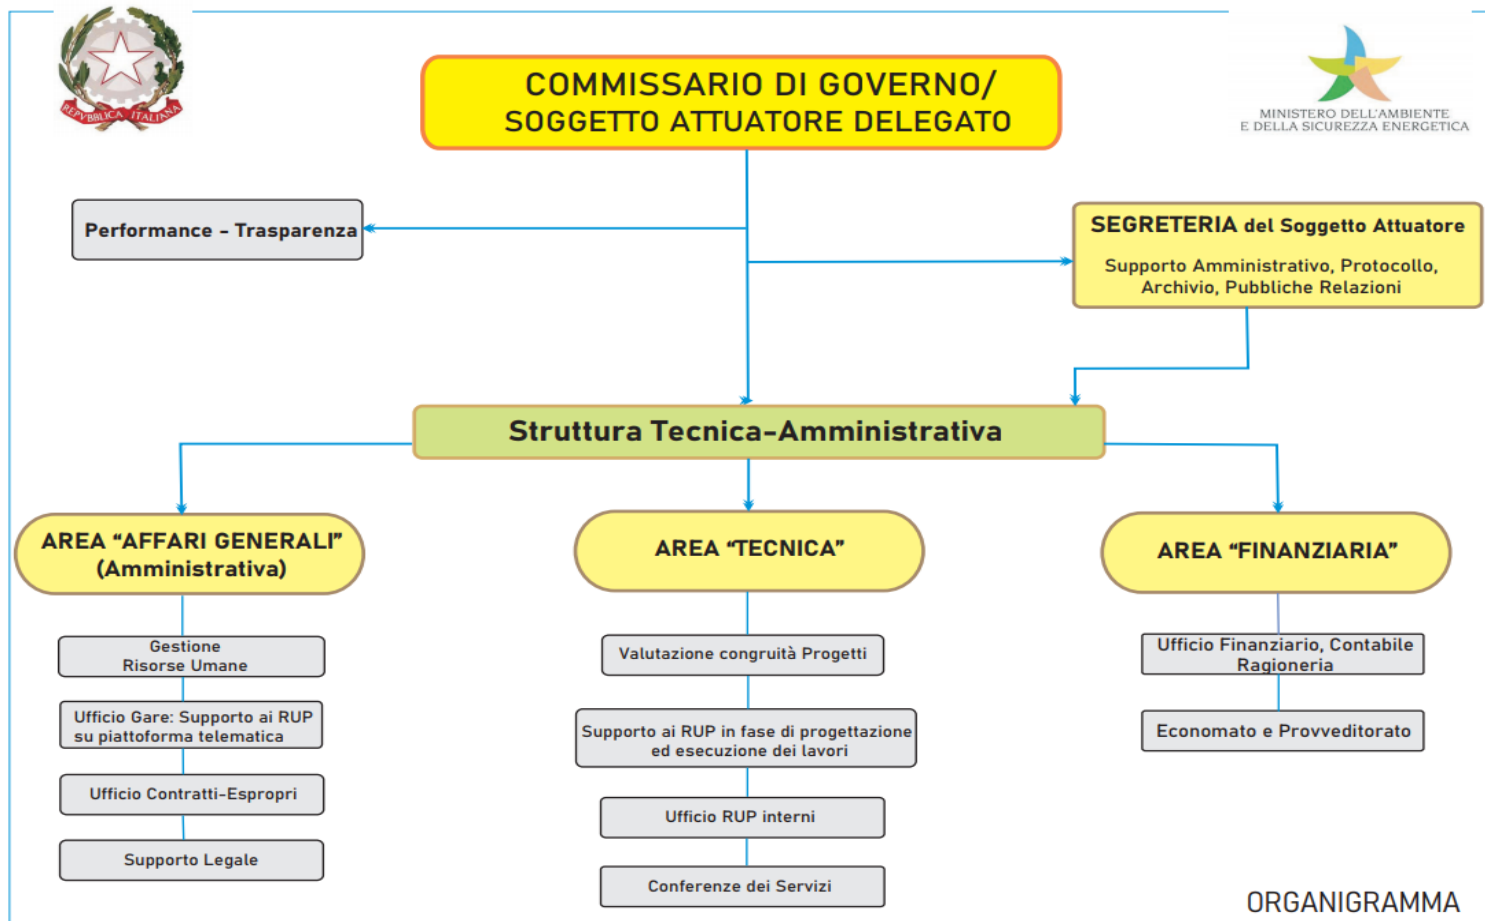 COMMISSARIO DI GOVERNO/
SOGGETTO ATTUATORE DELEGATO
REPVBBLICA ITALIANA
MINISTERO DELL'AMBIENTE
E DELLA SICUREZZA ENERGETICA
Performance - Trasparenza
SEGRETERIA del Soggetto Attuatore
Supporto Amministrativo, Protocollo,
Archivio, Pubbliche Relazioni
Struttura Tecnica-Amministrativa
AREA “AFFARI GENERALI”
(Amministrativa)
Gestione
Risorse Umane
Ufficio Gare: Supporto ai RUP
su piattoforma telematica
Ufficio Contratti-Espropri
Supporto Legale
AREA “TECNICA”
Valutazione congruità Progetti
Supporto ai RUP in fase di progettazione
ed esecuzione dei lavori
Ufficio RUP interni
Conferenze dei Servizi
AREA “FINANZIARIA”
Ufficio Finanziario, Contabile
Ragioneria
Economato e Provveditorato
ORGANIGRAMMA